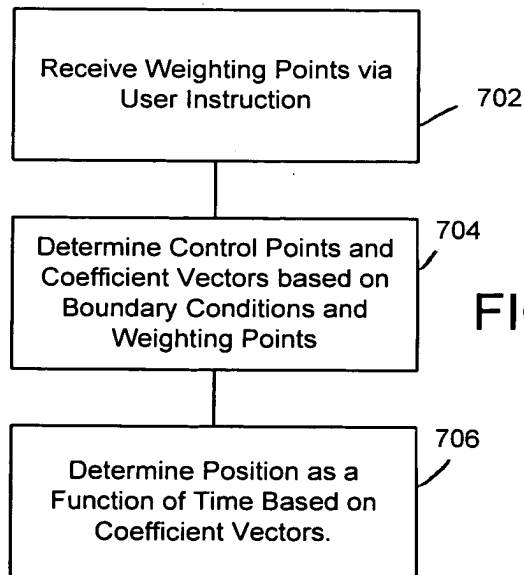 Receive Weighting Points via
User Instruction
702
Determine Control Points and
Coefficient Vectors based on
Boundary Conditions and
Weighting Points
704
Determine Position as a
Function of Time Based on
Coefficient Vectors.
706